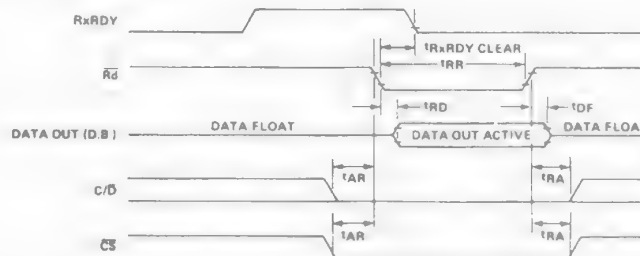 RxRDY
tRxRDY CLEAR
tRR
Rd
tRD
tDF
DATA OUT (D.B)
DATA FLOAT
DATA OUT ACTIVE
DATA FLOA
tAR
tRA
C/D
tAR
tRA
CS